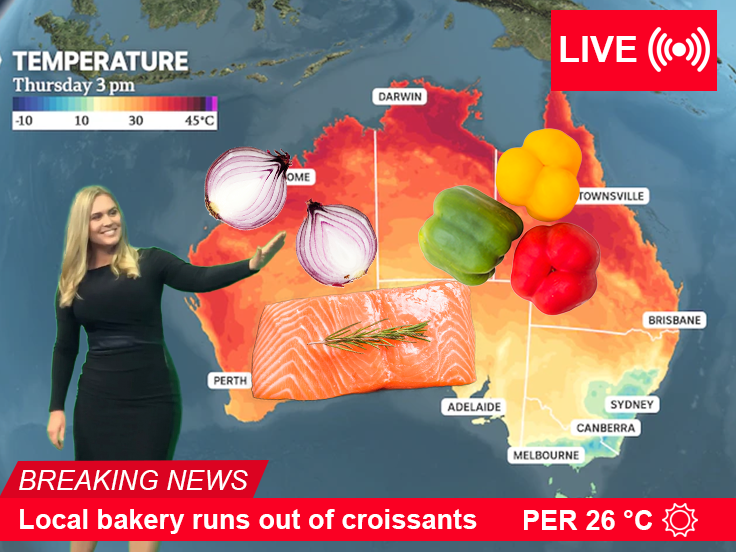 LIVE
TEMPERATURE
Thursday 3 pm
-10 10 30 45°C
DARWIN
OME
TOWNSVILLE
BRISBANE
PERTH
ADELAIDE
SYDNEY
CANBERRA
MELBOURNE
BREAKING NEWS
Local bakery runs out of croissants
PER 26 °C